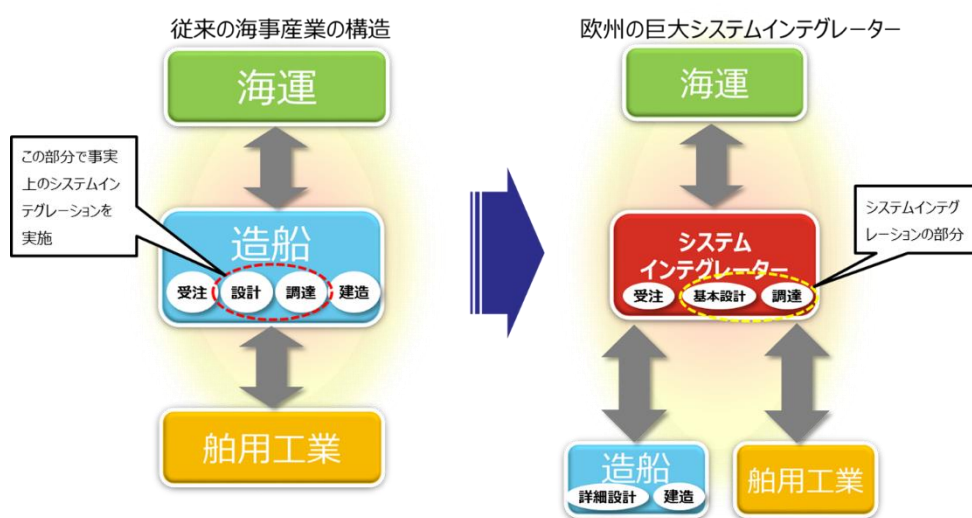 従来の海事産業の構造
海運
この部分で事実
上のシステムイン
テグレーションを
実施
造船
受注
設計
調達
建造
舶用工業
欧州の巨大システムインテグレーター
海運
システムインテグ
レーションの部分
システム
インテグレーター
受注
基本設計
調達
造船
詳細設計
建造
舶用工業